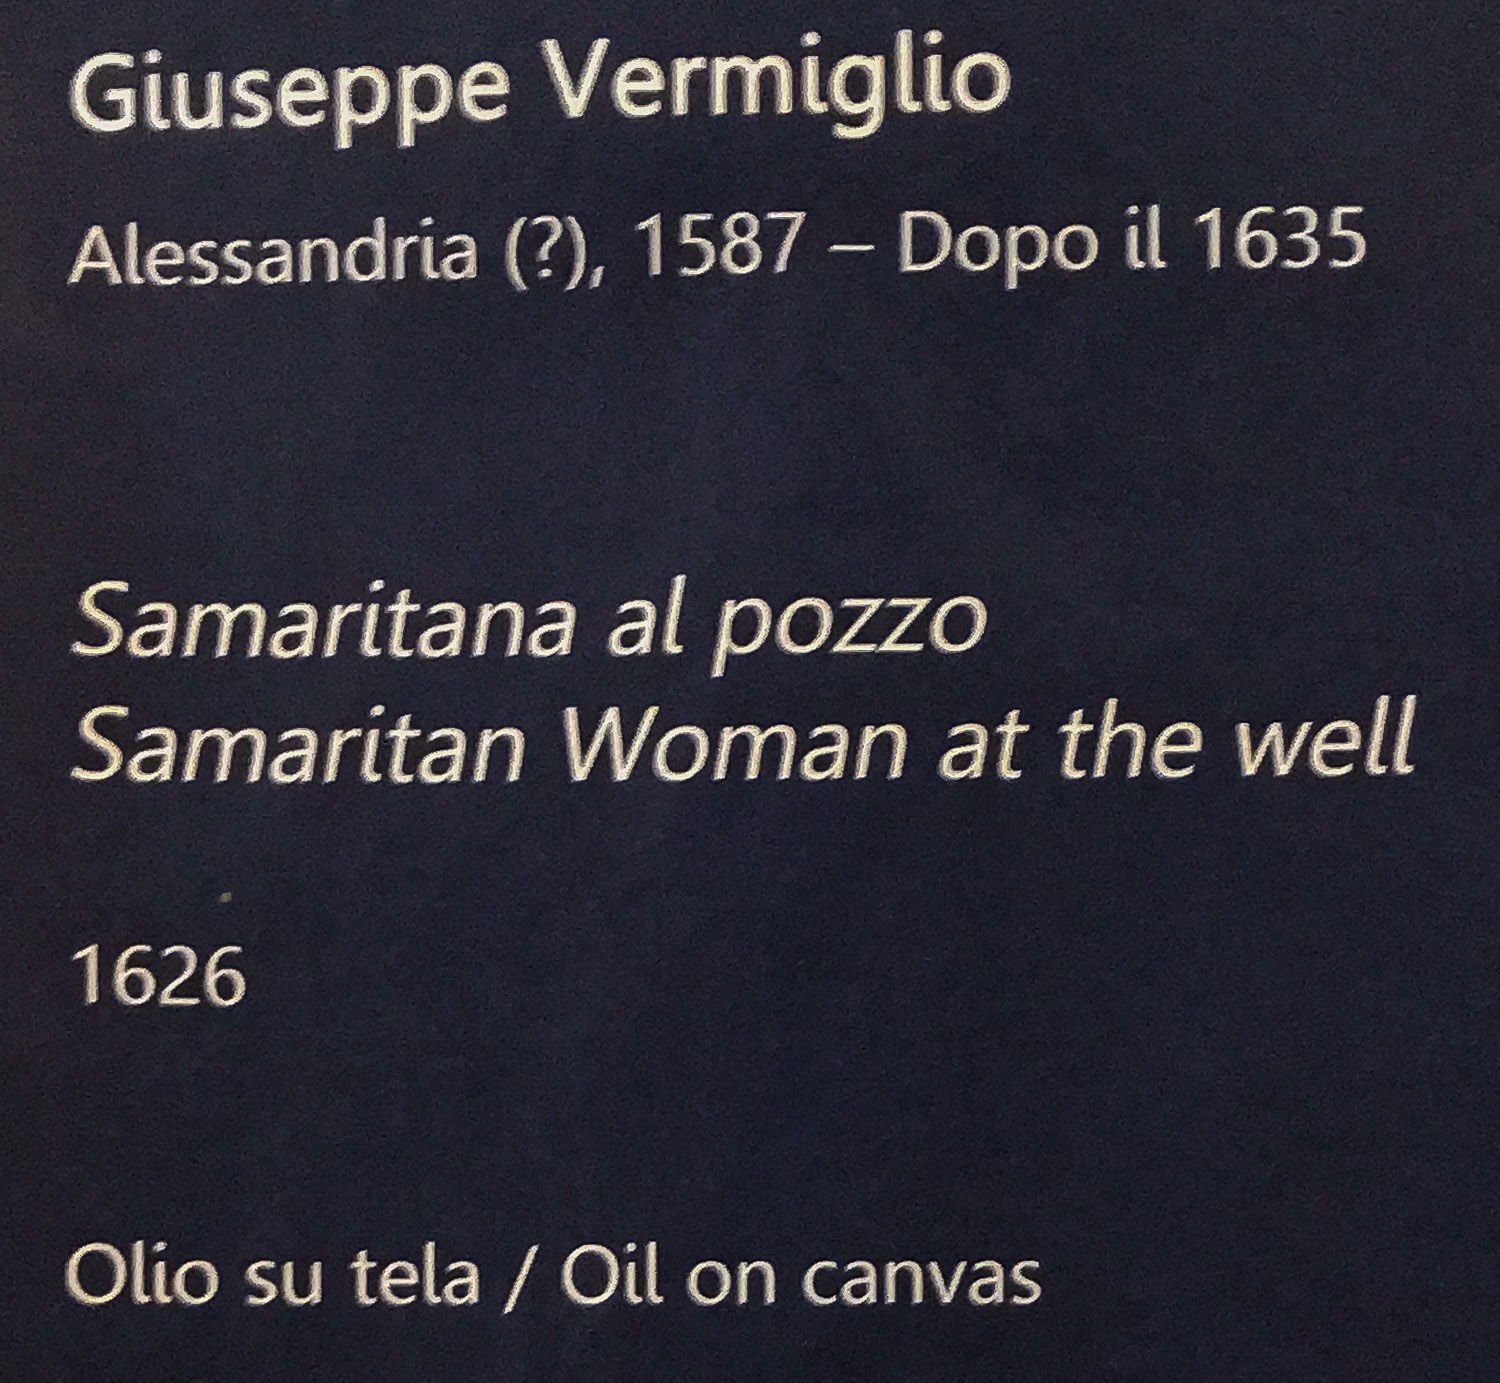 Giuseppe Vermiglio
Alessandria (?), 1587 – Dopo il 1635
Samaritana al pozzo
Samaritan Woman at the well
1626
Olio su tela / Oil on canvas